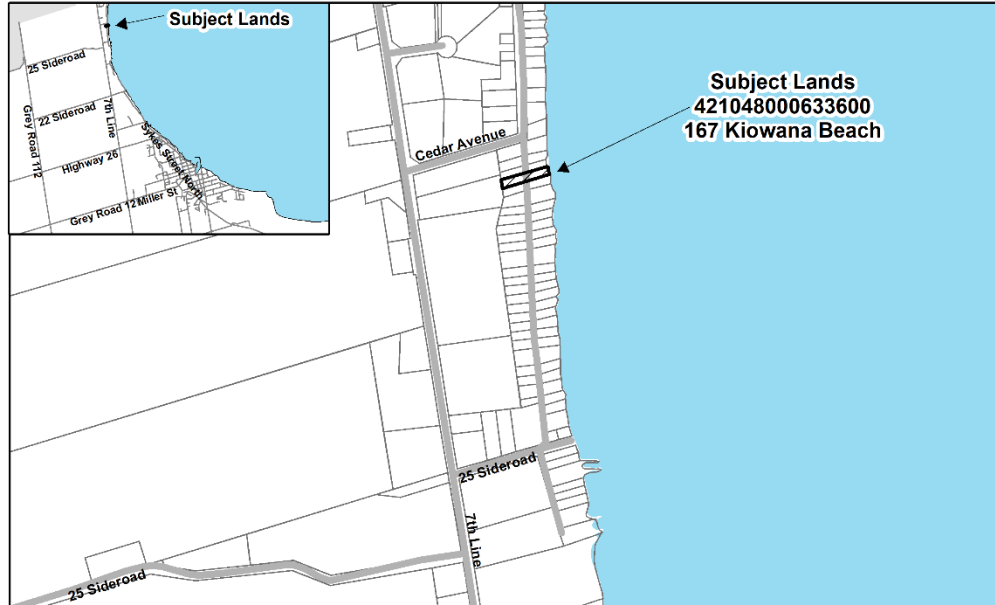 Subject Lands
25 Sideroad
22 Sideroad
7th Line
Grey Road 112
Highway 26
Sykes Street North
Grey Road 12
Miller St
Subject Lands
421048000633600
167 Kiowana Beach
Cedar Avenue
25 Sideroad
7th Line
25 Sideroad